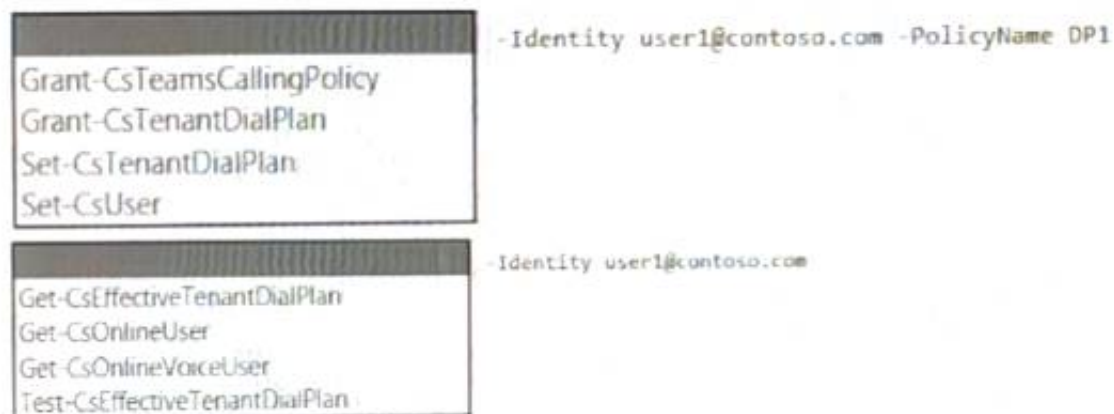 -Identity user1@contoso.com -PolicyName DP1
Grant-CsTeamsCallingPolicy
Grant-CsTenantDialPlan
Set-CsTenantDialPlan
Set-CsUser
-Identity user1@contoso.com
Get-CsEffectiveTenantDialPlan
Get-CsOnlineUser
Get-CsOnlineVoiceUser
Test-CsEffectiveTenantDialPlan